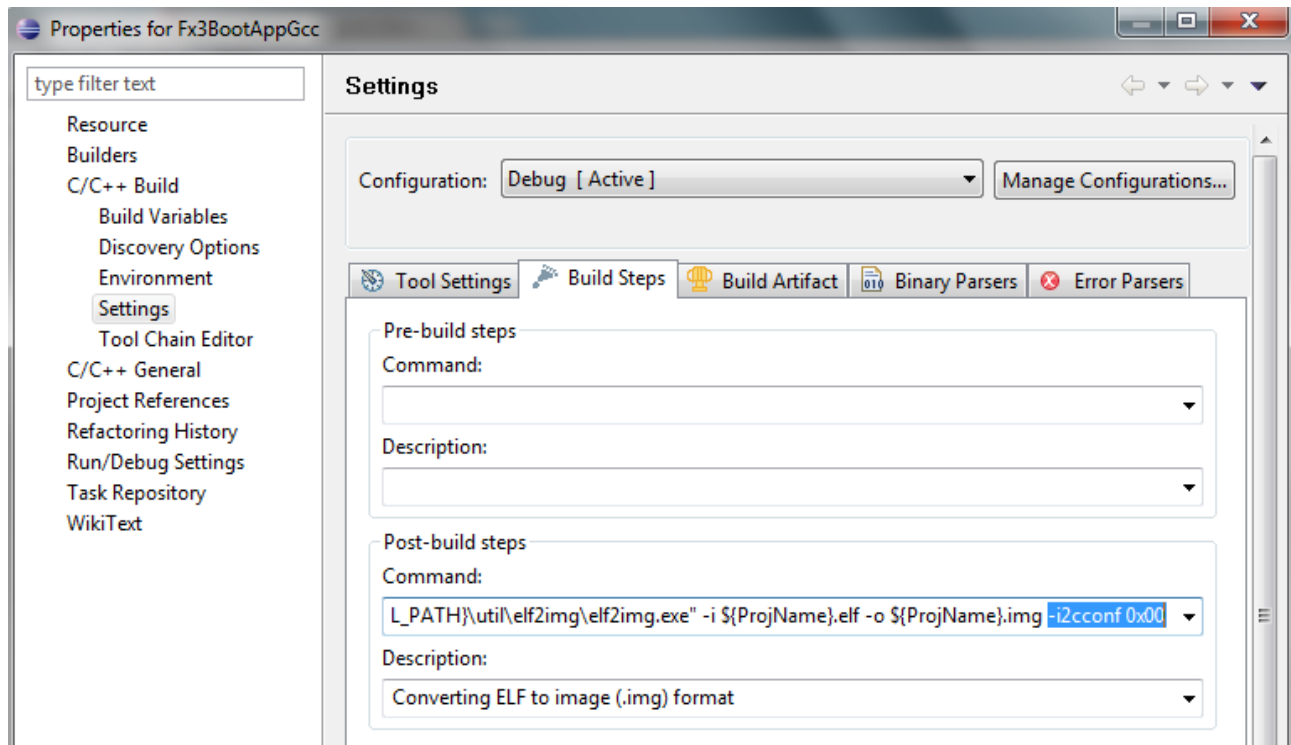 Properties for Fx3BootAppGcc
type filter text
Resource
Builders
C/C++ Build
Build Variables
Discovery Options
Environment
Settings
Tool Chain Editor
C/C++ General
Project References
Refactoring History
Run/Debug Settings
Task Repository
WikiText
Settings
Configuration: Debug [ Active ] Manage Configurations...
Tool Settings Build Steps Build Artifact Binary Parsers Error Parsers
Pre-build steps
Command:
Description:
Post-build steps
Command:
L_PATH}\util\elf2img\elf2img.exe" -i ${ProjName}.elf -o ${ProjName}.img -i2cconf 0x00
Description:
Converting ELF to image (.img) format